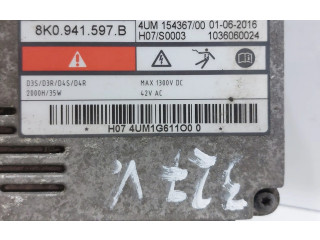 8K0.941.597.B
4UM 154367/00 01-06-2016
H07/S0003 1036060024
D3S/D3R/D4S/D4R MAX 1300V DC
2000H/35W 42V AC
H07 4UM1G611O0 0